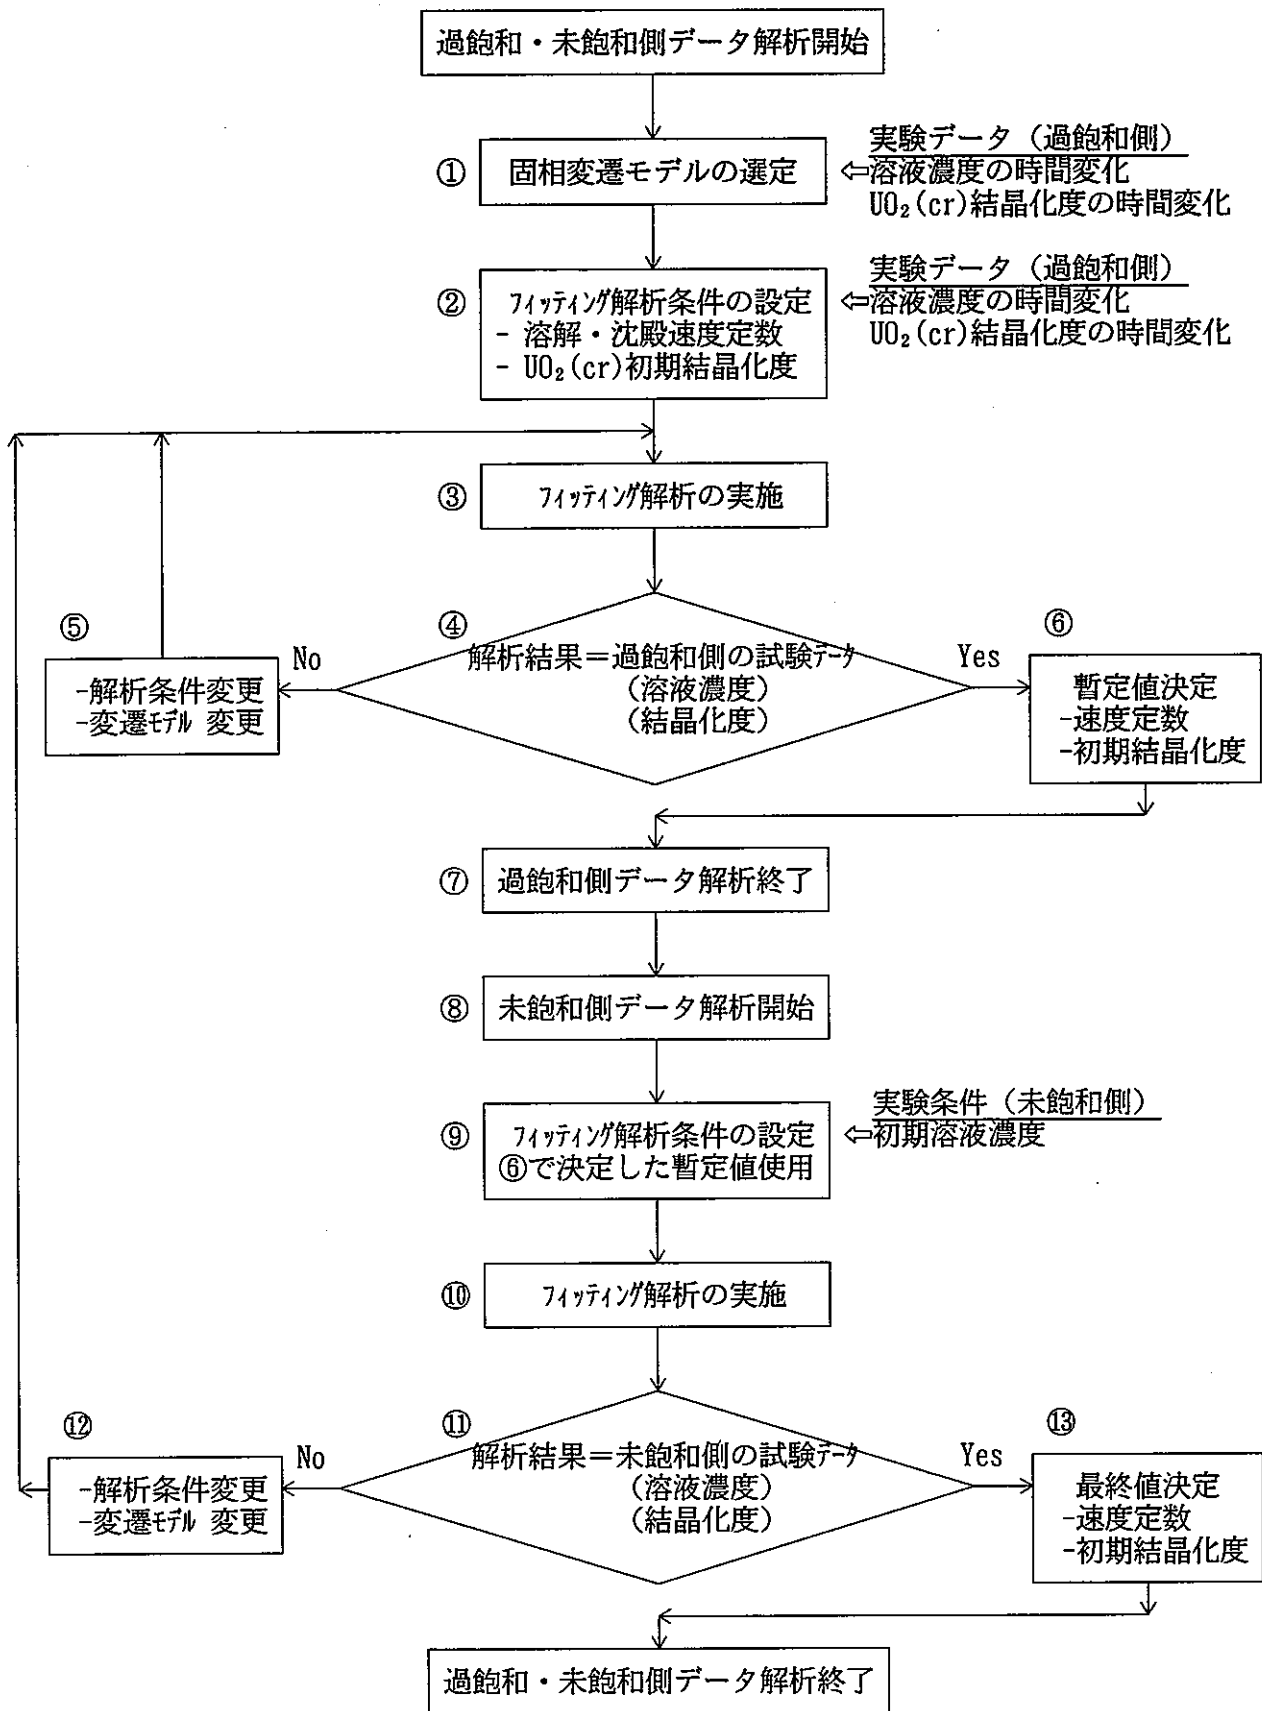 過飽和・未飽和側データ解析開始
① 固相変遷モデルの選定
実験データ（過飽和側）
⇦溶液濃度の時間変化
UO₂(cr)結晶化度の時間変化
② フィッティング解析条件の設定
- 溶解・沈殿速度定数
- UO₂(cr)初期結晶化度
実験データ（過飽和側）
⇦溶液濃度の時間変化
UO₂(cr)結晶化度の時間変化
③ フィッティング解析の実施
④
解析結果＝過飽和側の試験データ
（溶液濃度）
（結晶化度）
No
Yes
⑤
-解析条件変更
-変遷モデル 変更
⑥
暫定値決定
-速度定数
-初期結晶化度
⑦ 過飽和側データ解析終了
⑧ 未飽和側データ解析開始
⑨ フィッティング解析条件の設定
⑥で決定した暫定値使用
実験条件（未飽和側）
⇦初期溶液濃度
⑩ フィッティング解析の実施
⑪
解析結果＝未飽和側の試験データ
（溶液濃度）
（結晶化度）
No
Yes
⑫
-解析条件変更
-変遷モデル 変更
⑬
最終値決定
-速度定数
-初期結晶化度
過飽和・未飽和側データ解析終了